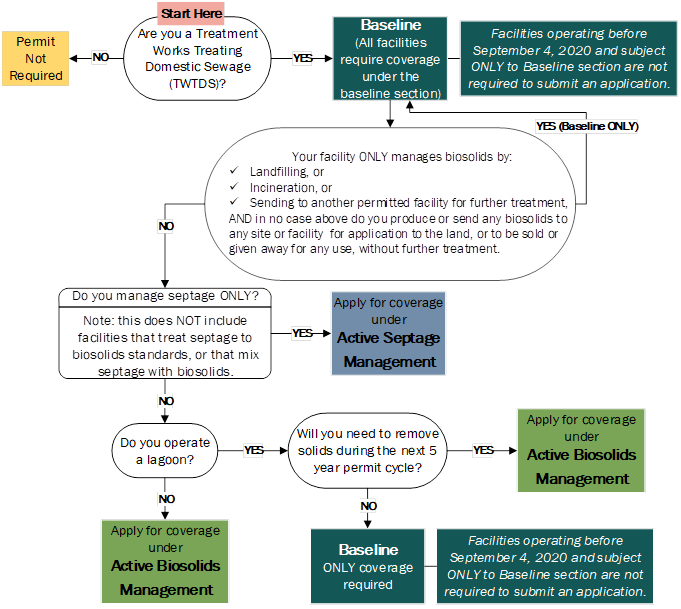 Start Here
Are you a Treatment
Works Treating
Domestic Sewage
(TWTDS)?
NO
Permit
Not
Required
YES
Baseline
(All facilities
require coverage
under the
baseline section)
Facilities operating before
September 4, 2020 and subject
ONLY to Baseline section are not
required to submit an application.
YES (Baseline ONLY)
Your facility ONLY manages biosolids by:
✓ Landfilling, or
✓ Incineration, or
✓ Sending to another permitted facility for further treatment,
AND in no case above do you produce or send any biosolids to
any site or facility for application to the land, or to be sold or
given away for any use, without further treatment.
NO
Do you manage septage ONLY?
Note: this does NOT include
facilities that treat septage to
biosolids standards, or that mix
septage with biosolids.
YES
Apply for coverage
under
Active Septage
Management
NO
Do you operate
a lagoon?
YES
Will you need to remove
solids during the next 5
year permit cycle?
YES
Apply for coverage
under
Active Biosolids
Management
NO
Apply for coverage
under
Active Biosolids
Management
NO
Baseline
ONLY coverage
required
Facilities operating before
September 4, 2020 and subject
ONLY to Baseline section are not
required to submit an application.